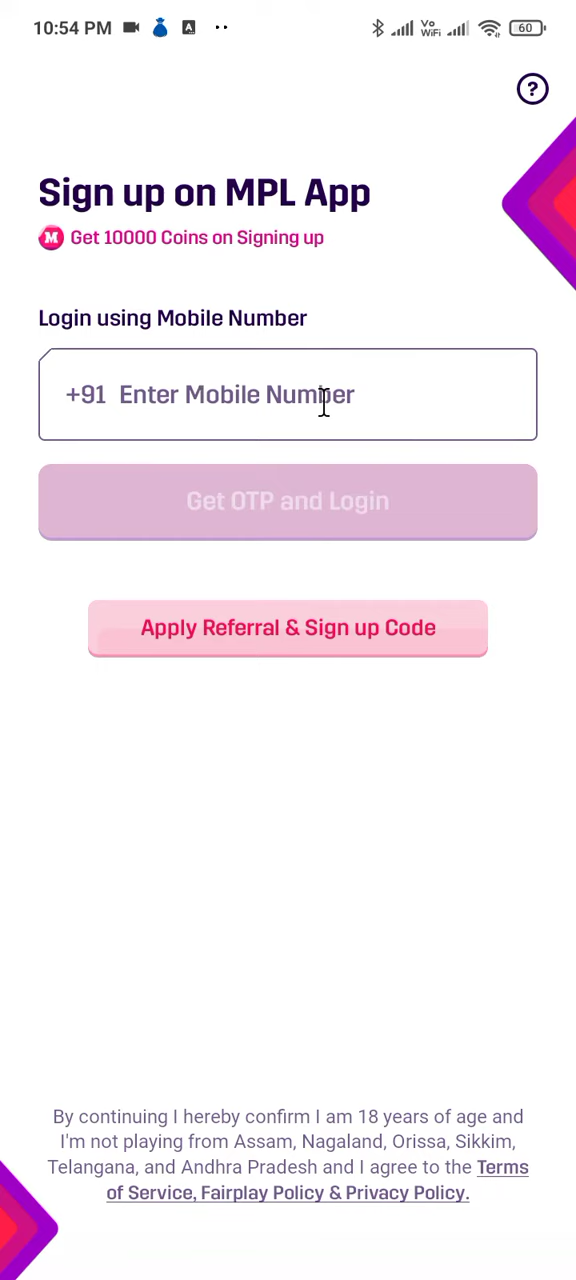 10:54 PM
Vo
WiFi
60
?
Sign up on MPL App
M Get 10000 Coins on Signing up
Login using Mobile Number
+91 Enter Mobile Number
Get OTP and Login
Apply Referral & Sign up Code
By continuing I hereby confirm I am 18 years of age and
I'm not playing from Assam, Nagaland, Orissa, Sikkim,
Telangana, and Andhra Pradesh and I agree to the Terms
of Service, Fairplay Policy & Privacy Policy.